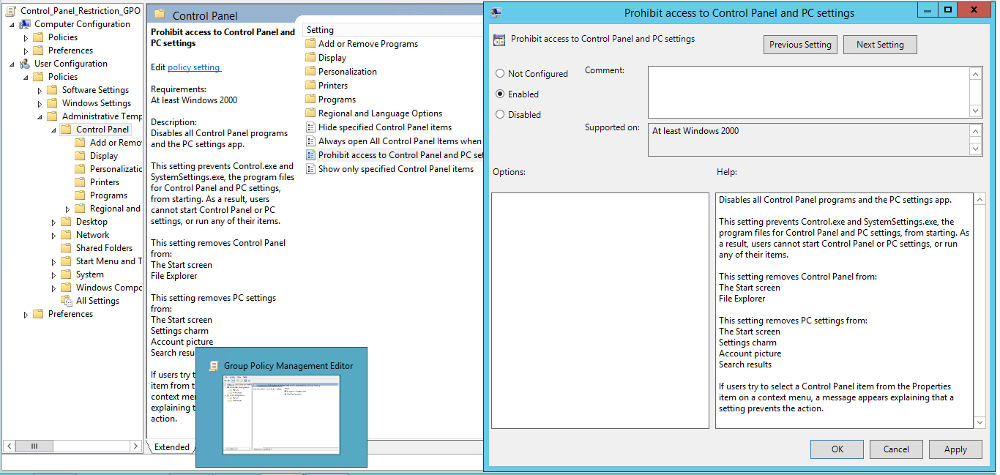 Control_Panel_Restriction_GPO
Computer Configuration
Policies
Preferences
User Configuration
Policies
Software Settings
Windows Settings
Administrative Temp
Control Panel
Add or Remo
Display
Personalizatic
Printers
Programs
Regional and
Desktop
Network
Shared Folders
Start Menu and T
System
Windows Compc
All Settings
Preferences
Control Panel
Prohibit access to Control Panel and
PC settings
Edit policy setting
Requirements:
At least Windows 2000
Description:
Disables all Control Panel programs
and the PC settings app.
This setting prevents Control.exe and
SystemSettings.exe, the program files
for Control Panel and PC settings,
from starting. As a result, users
cannot start Control Panel or PC
settings, or run any of their items.
This setting removes Control Panel
from:
The Start screen
File Explorer
This setting removes PC settings
from:
The Start screen
Settings charm
Account picture
Search resu
If users try t
item from t
context me
explaining t
action.
Extended
Setting
Add or Remove Programs
Display
Personalization
Printers
Programs
Regional and Language Options
Hide specified Control Panel items
Always open All Control Panel Items when
Prohibit access to Control Panel and PC set
Show only specified Control Panel items
Group Policy Management Editor
Prohibit access to Control Panel and PC settings
Prohibit access to Control Panel and PC settings
Previous Setting
Next Setting
Not Configured
Enabled
Disabled
Comment:
Supported on:
At least Windows 2000
Options:
Help:
Disables all Control Panel programs and the PC settings app.
This setting prevents Control.exe and SystemSettings.exe, the
program files for Control Panel and PC settings, from starting. As
a result, users cannot start Control Panel or PC settings, or run
any of their items.
This setting removes Control Panel from:
The Start screen
File Explorer
This setting removes PC settings from:
The Start screen
Settings charm
Account picture
Search results
If users try to select a Control Panel item from the Properties
item on a context menu, a message appears explaining that a
setting prevents the action.
OK
Cancel
Apply